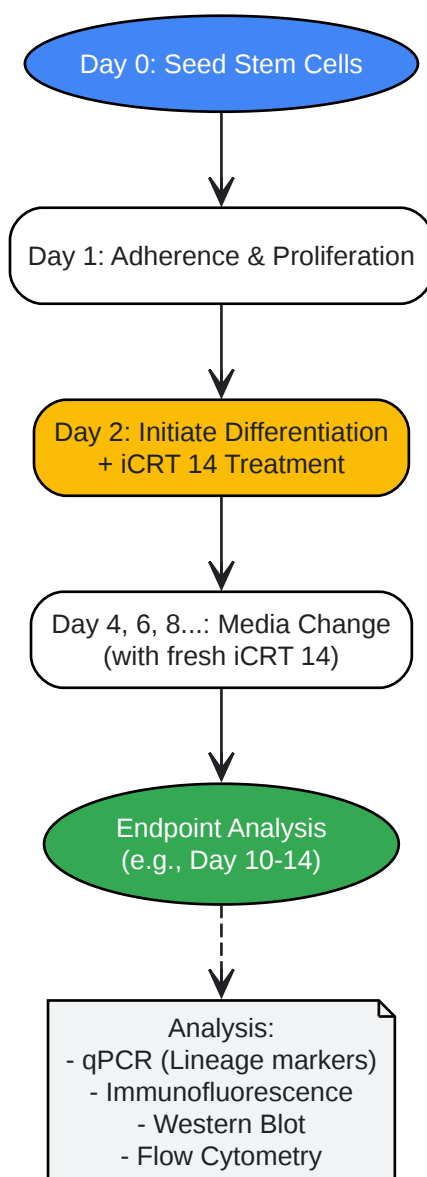 Day 0: Seed Stem Cells
Day 1: Adherence & Proliferation
Day 2: Initiate Differentiation
+ iCRT 14 Treatment
Day 4, 6, 8...: Media Change
(with fresh iCRT 14)
Endpoint Analysis
(e.g., Day 10-14)
Analysis:
- qPCR (Lineage markers)
- Immunofluorescence
- Western Blot
- Flow Cytometry